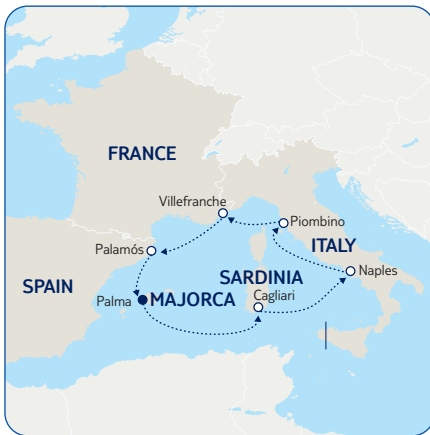 FRANCE
Villefranche
Piombino
Palamós
ITALY
SPAIN
SARDINIA
Naples
Palma
MAJORCA
Cagliari